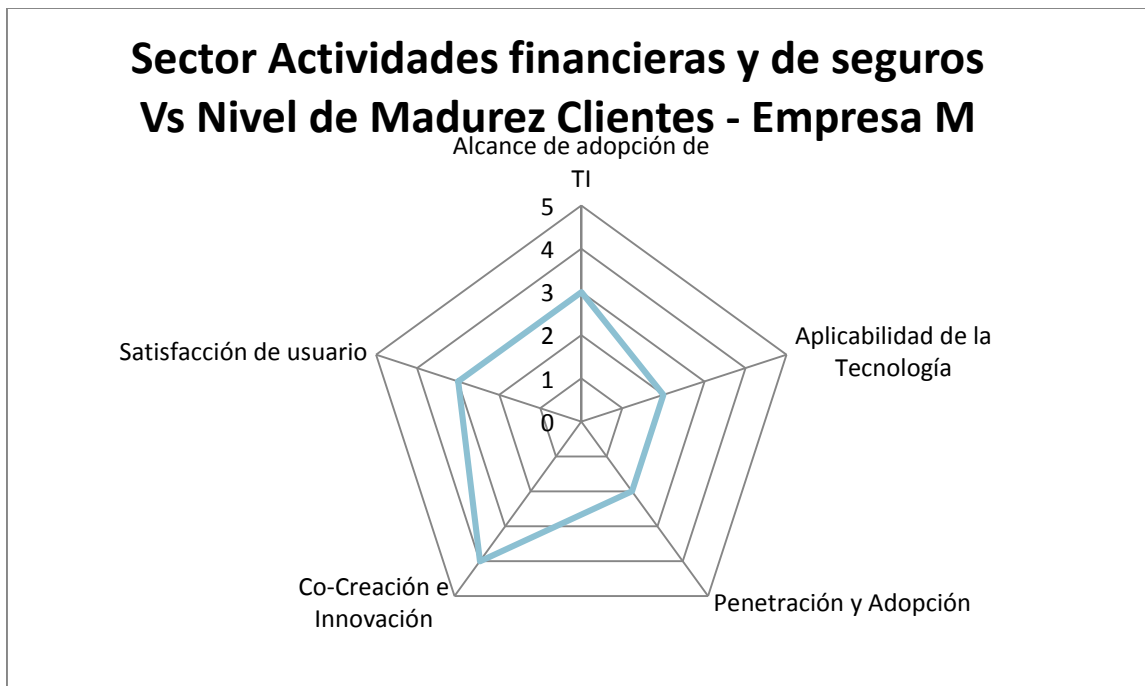 Sector Actividades financieras y de seguros
Vs Nivel de Madurez Clientes - Empresa M
Alcance de adopción de
TI
5
4
3
2
1
0
Aplicabilidad de la
Tecnología
Satisfacción de usuario
Co-Creación e
Innovación
Penetración y Adopción